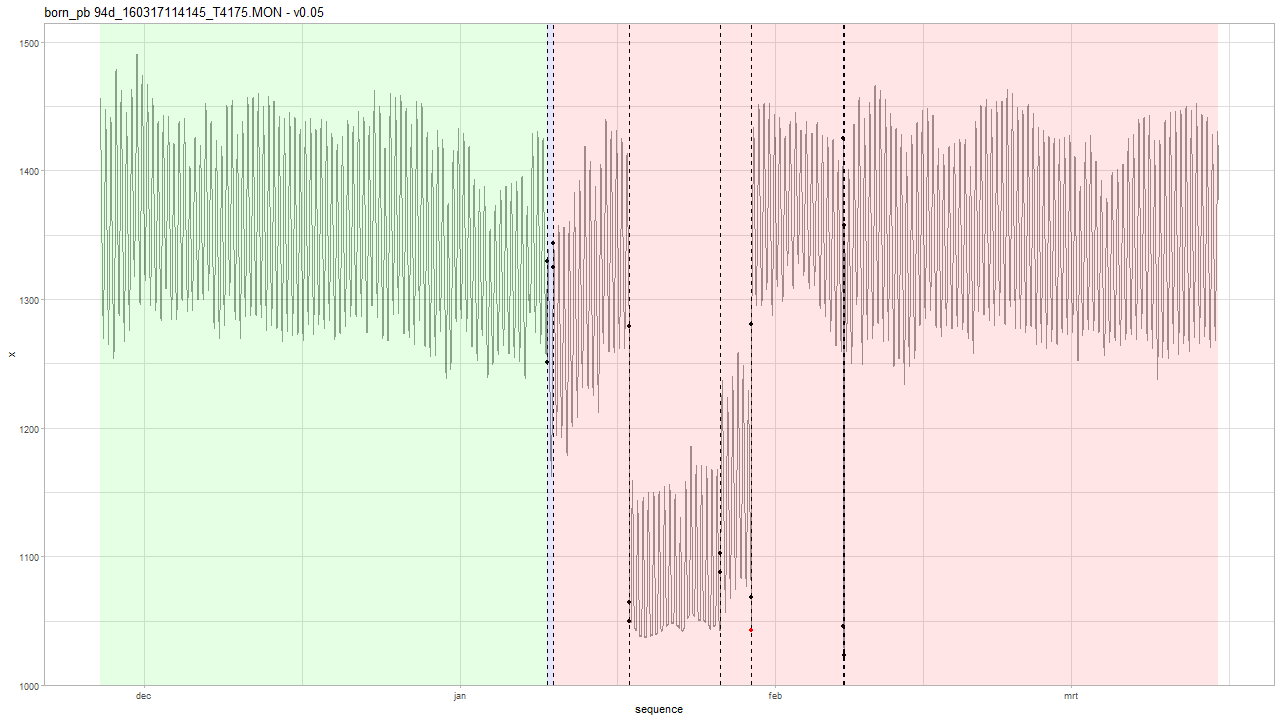 born_pb 94d_160317114145_T4175.MON - v0.05
1500
1400
1300
1200
1100
1000
x
dec
jan
feb
mrt
sequence